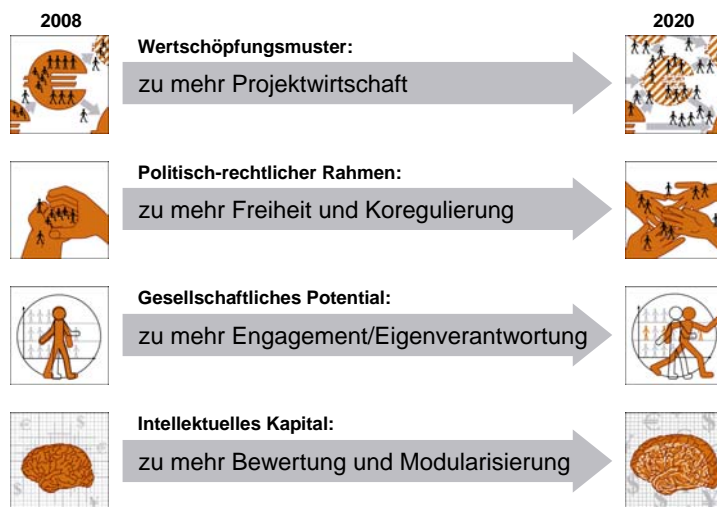 2008
2020
Wertschöpfungsmuster:
zu mehr Projektwirtschaft
Politisch-rechtlicher Rahmen:
zu mehr Freiheit und Koregulierung
Gesellschaftliches Potential:
zu mehr Engagement/Eigenverantwortung
Intellektuelles Kapital:
zu mehr Bewertung und Modularisierung